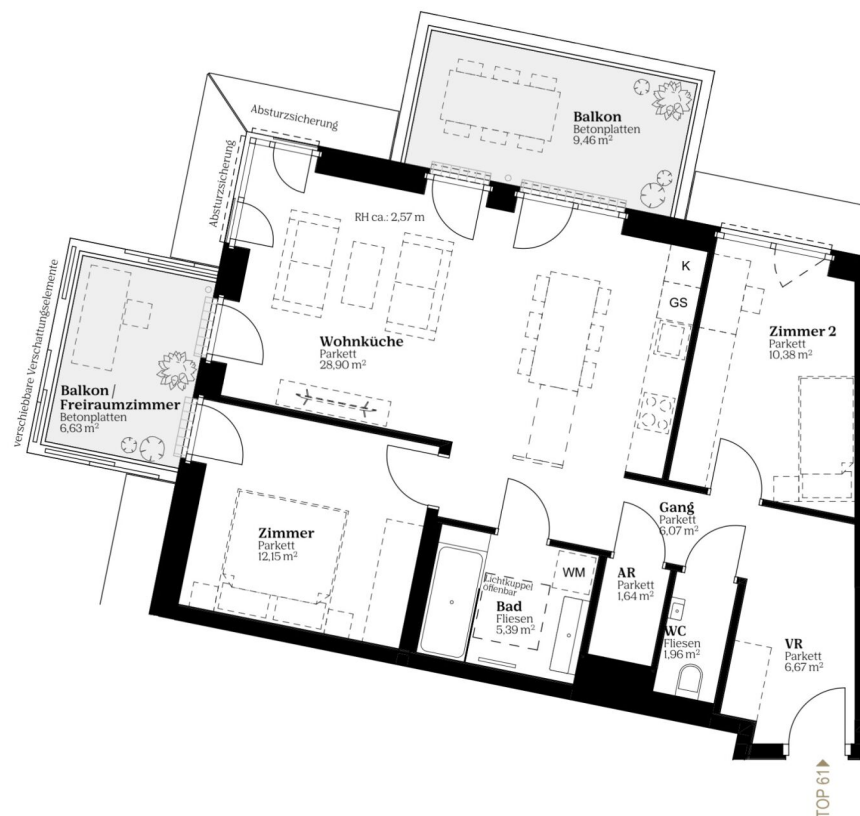 Absturzsicherung
Balkon
Betonplatten
9,46 m²
Absturzsicherung
RH ca.: 2,57 m
K
GS
Zimmer 2
Parkett
10,38 m²
Wohnküche
Parkett
28,90 m²
verschiebbare Verschattungselemente
Balkon /
Freiraumzimmer
Betonplatten
6,63 m²
Zimmer
Parkett
12,15 m²
Gang
Parkett
6,07 m²
Lichtkuppel
öffenbar
WM
Bad
Fliesen
5,39 m²
AR
Parkett
1,64 m²
WC
Fliesen
1,96 m²
VR
Parkett
6,67 m²
TOP 61